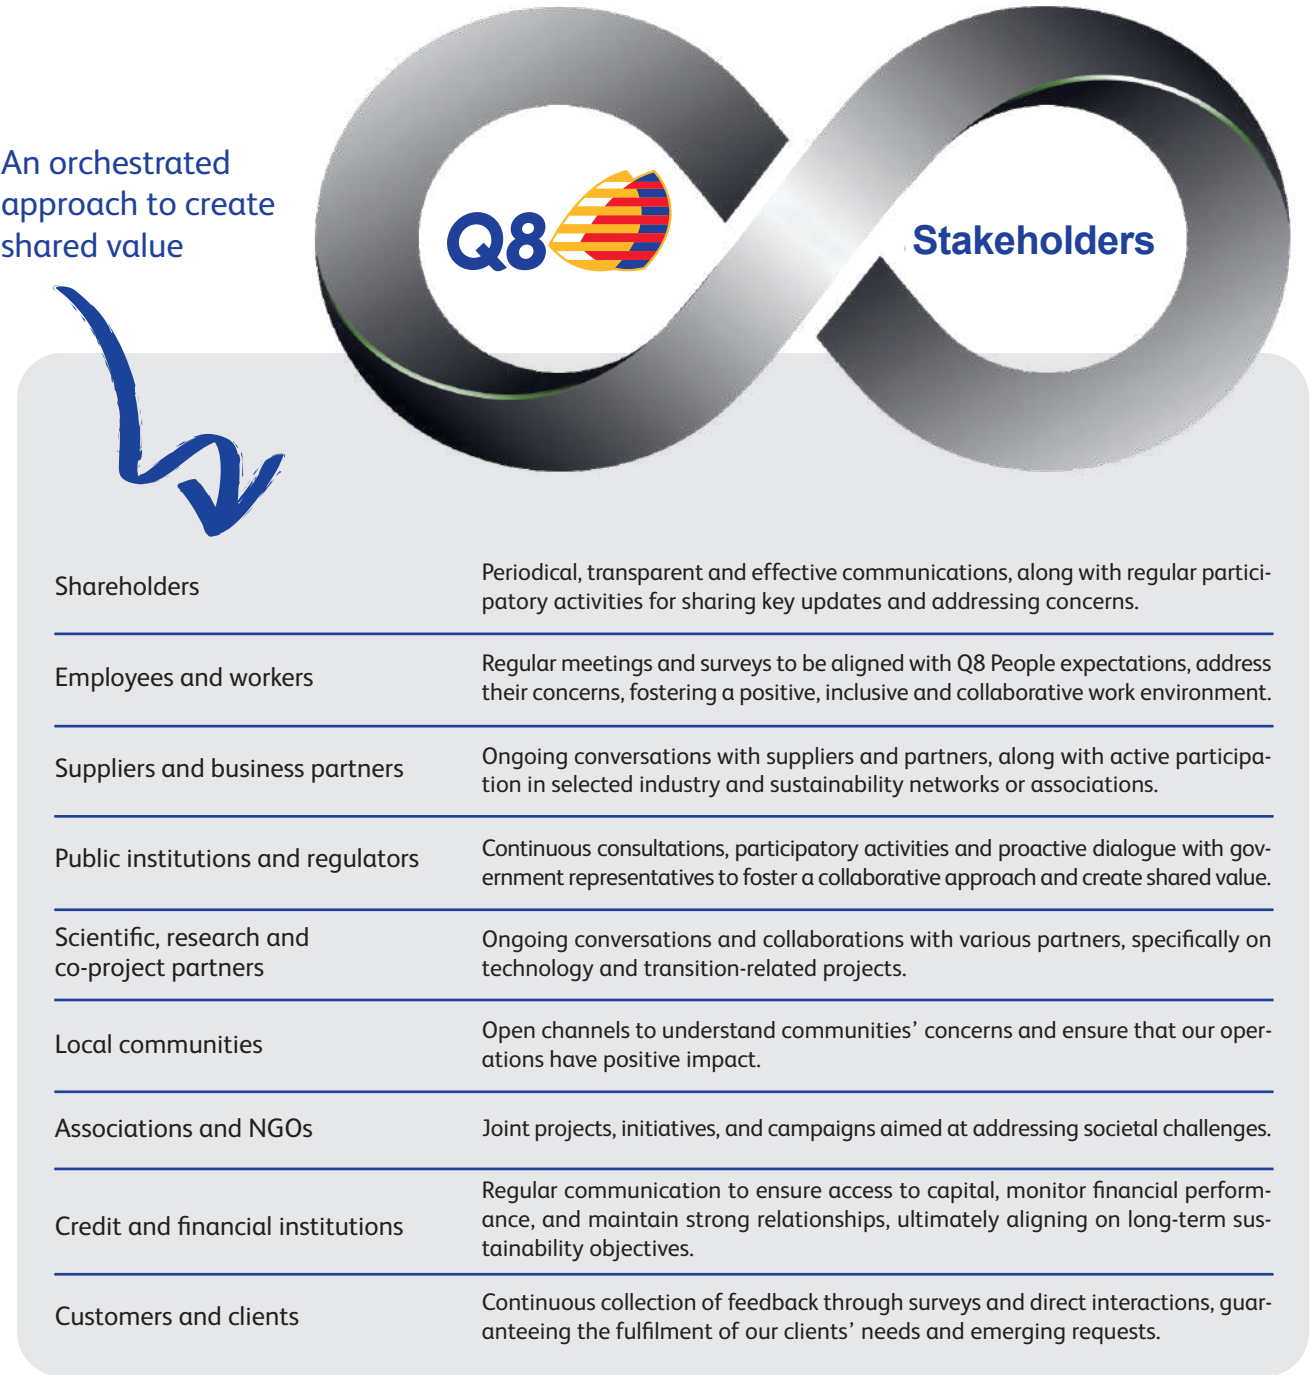 An orchestrated
approach to create
shared value
Q8
Stakeholders
Shareholders
Periodical, transparent and effective communications, along with regular partici-
patory activities for sharing key updates and addressing concerns.
Employees and workers
Regular meetings and surveys to be aligned with Q8 People expectations, address
their concerns, fostering a positive, inclusive and collaborative work environment.
Suppliers and business partners
Ongoing conversations with suppliers and partners, along with active participa-
tion in selected industry and sustainability networks or associations.
Public institutions and regulators
Continuous consultations, participatory activities and proactive dialogue with gov-
ernment representatives to foster a collaborative approach and create shared value.
Scientific, research and
co-project partners
Ongoing conversations and collaborations with various partners, specifically on
technology and transition-related projects.
Local communities
Open channels to understand communities’ concerns and ensure that our oper-
ations have positive impact.
Associations and NGOs
Joint projects, initiatives, and campaigns aimed at addressing societal challenges.
Credit and financial institutions
Regular communication to ensure access to capital, monitor financial perform-
ance, and maintain strong relationships, ultimately aligning on long-term sus-
tainability objectives.
Customers and clients
Continuous collection of feedback through surveys and direct interactions, guar-
anteeing the fulfilment of our clients’ needs and emerging requests.